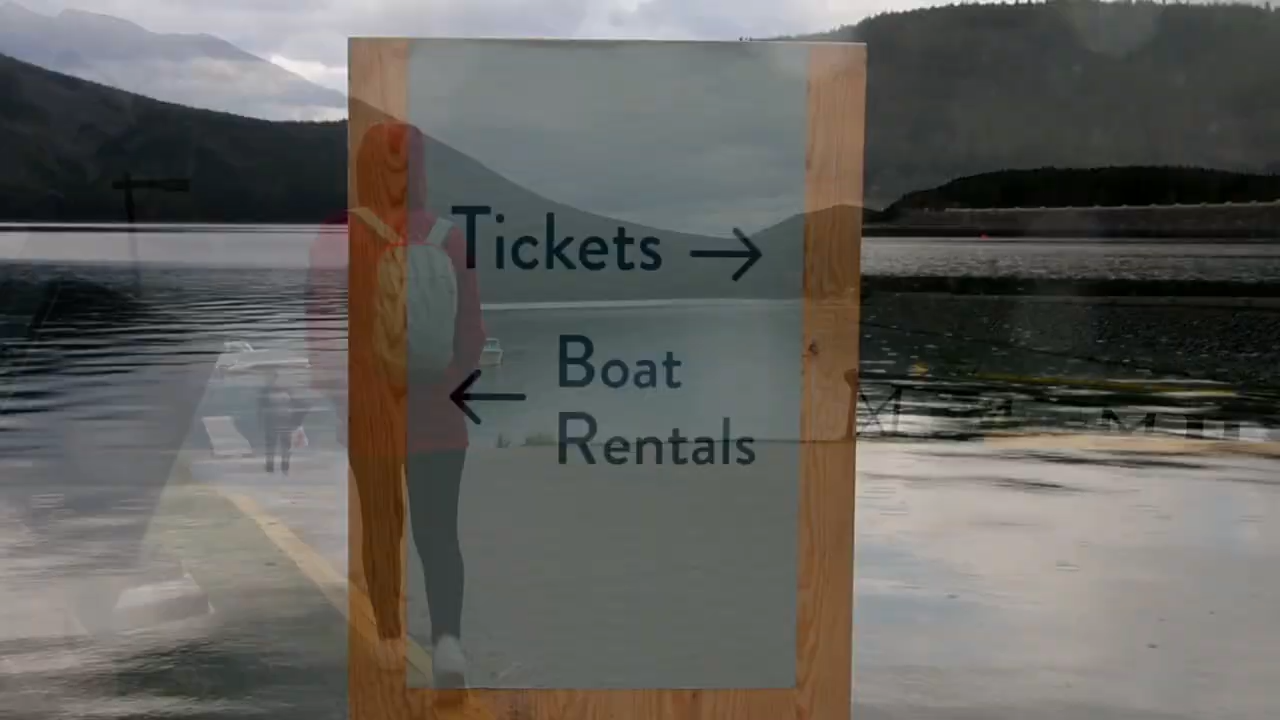 Tickets →
← Boat
Rentals